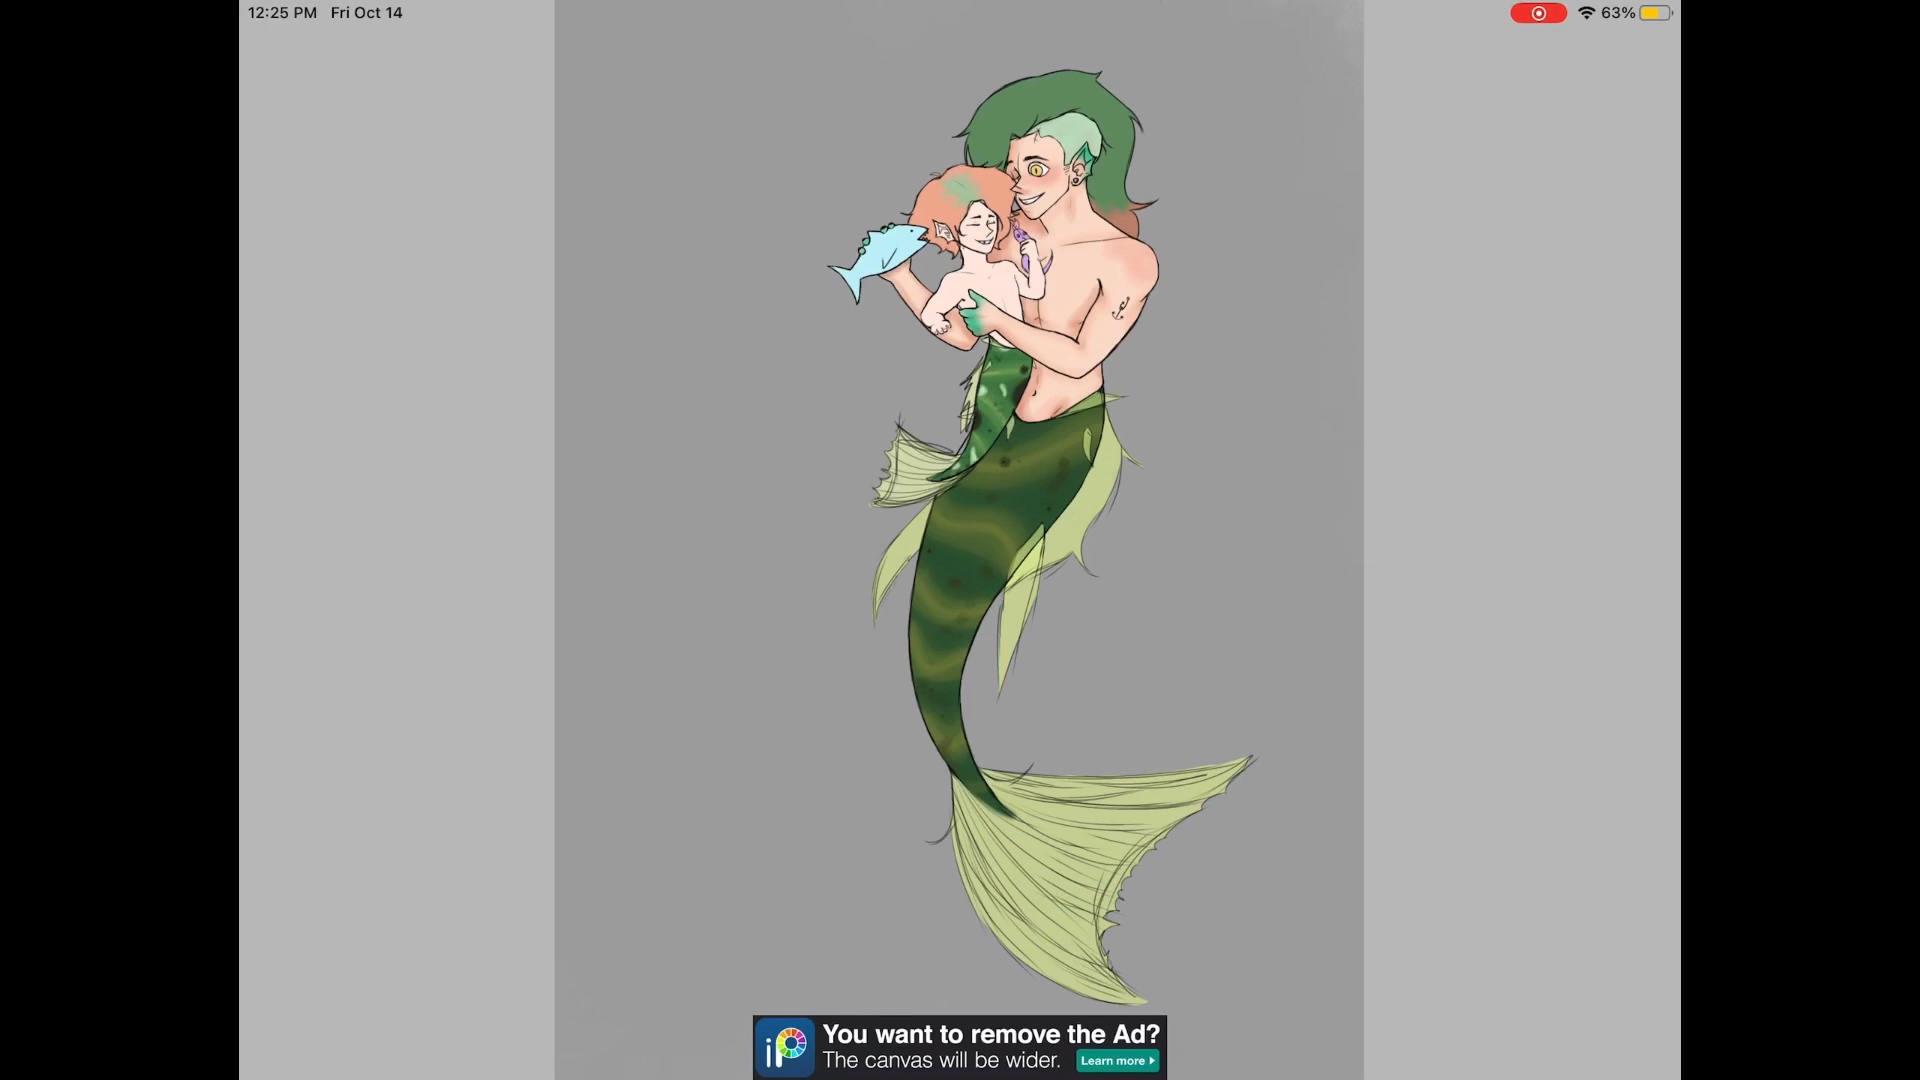 12:25 PM Fri Oct 14
63%
iP
You want to remove the Ad?
The canvas will be wider.
Learn more